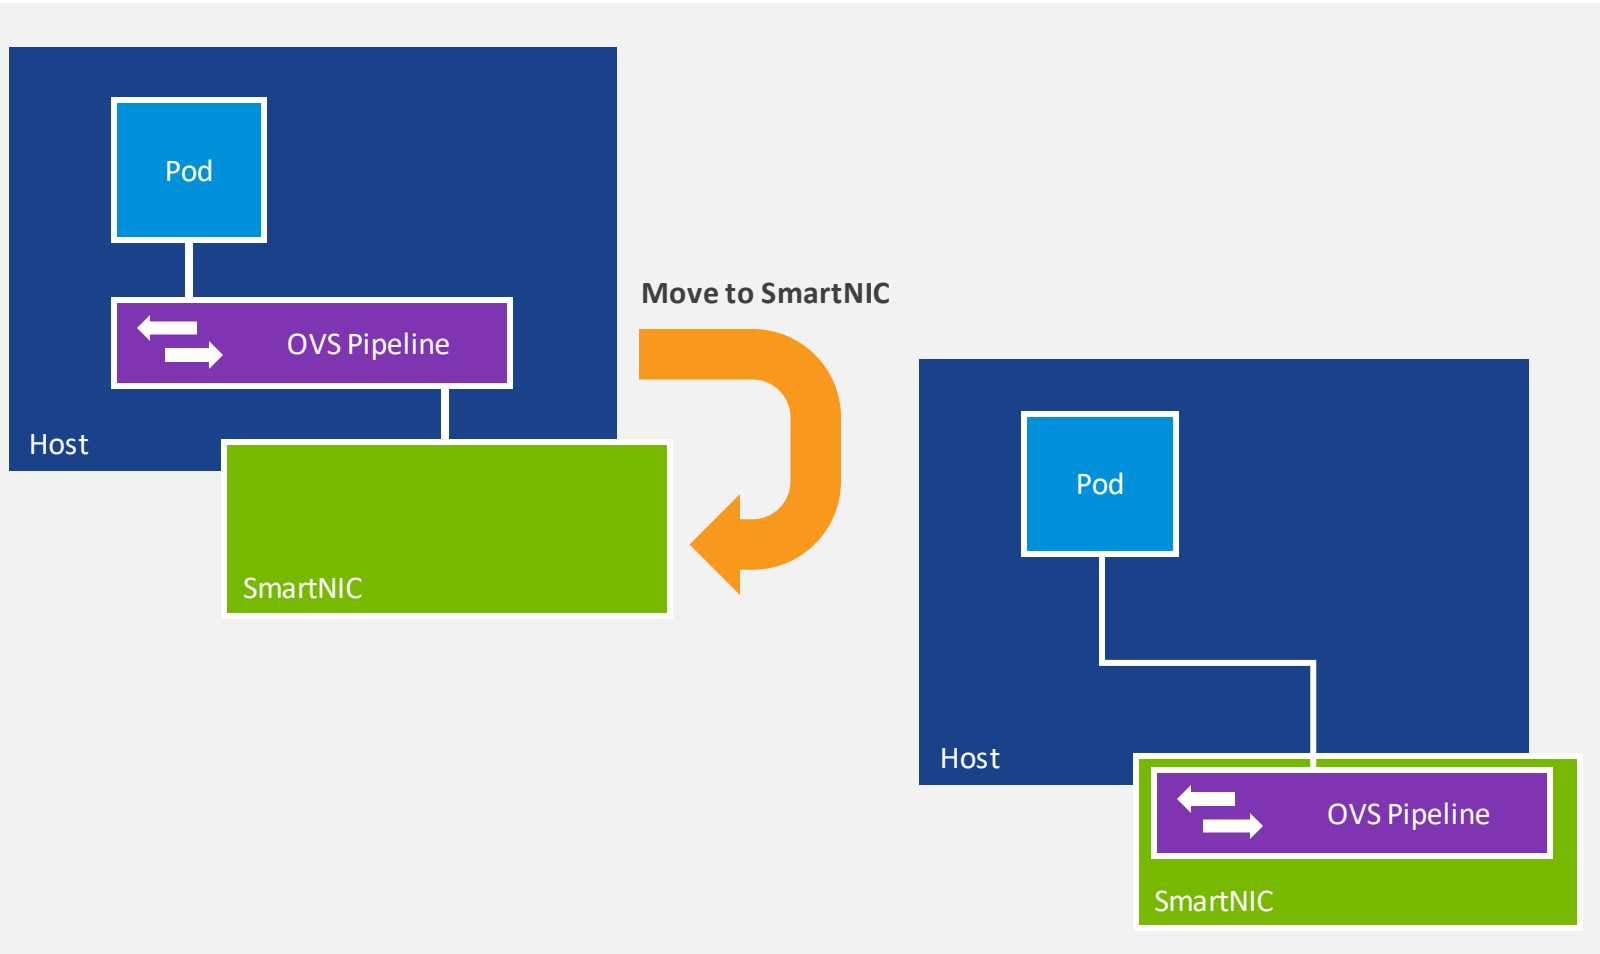 Pod
OVS Pipeline
Host
SmartNIC
Move to SmartNIC
Pod
Host
OVS Pipeline
SmartNIC